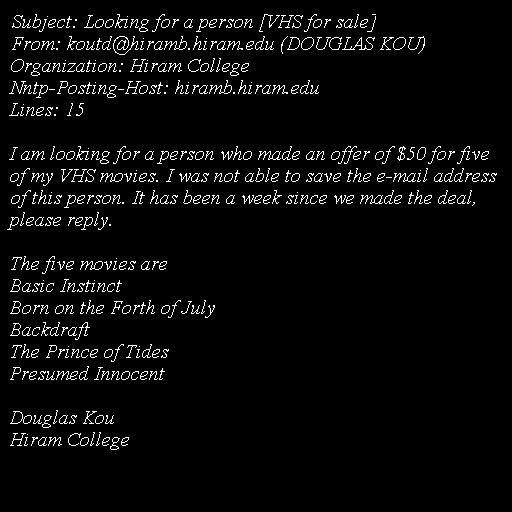 Subject: Looking for a person [VHS for sale]
From: koutd@hiramb.hiram.edu (DOUGLAS KOU)
Organization: Hiram College
Nntp-Posting-Host: hiramb.hiram.edu
Lines: 15

I am looking for a person who made an offer of $50 for five
of my VHS movies. I was not able to save the e-mail address
of this person. It has been a week since we made the deal,
please reply.

The five movies are
Basic Instinct
Born on the Forth of July
Backdraft
The Prince of Tides
Presumed Innocent

Douglas Kou
Hiram College